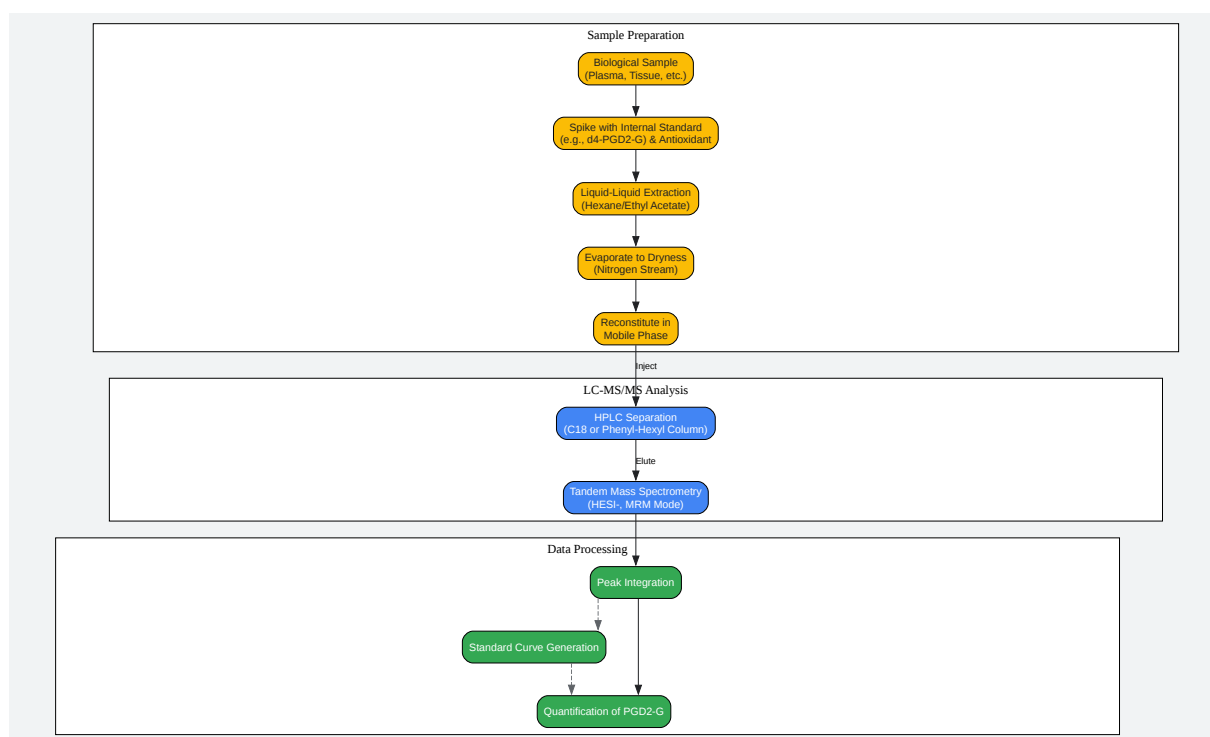 Sample Preparation
Biological Sample
(Plasma, Tissue, etc.)
Spike with Internal Standard
(e.g., d4-PGD2-G) & Antioxidant
Liquid-Liquid Extraction
(Hexane/Ethyl Acetate)
Evaporate to Dryness
(Nitrogen Stream)
Reconstitute in
Mobile Phase
Inject
LC-MS/MS Analysis
HPLC Separation
(C18 or Phenyl-Hexyl Column)
Elute
Tandem Mass Spectrometry
(HESI-, MRM Mode)
Data Processing
Peak Integration
Standard Curve Generation
Quantification of PGD2-G